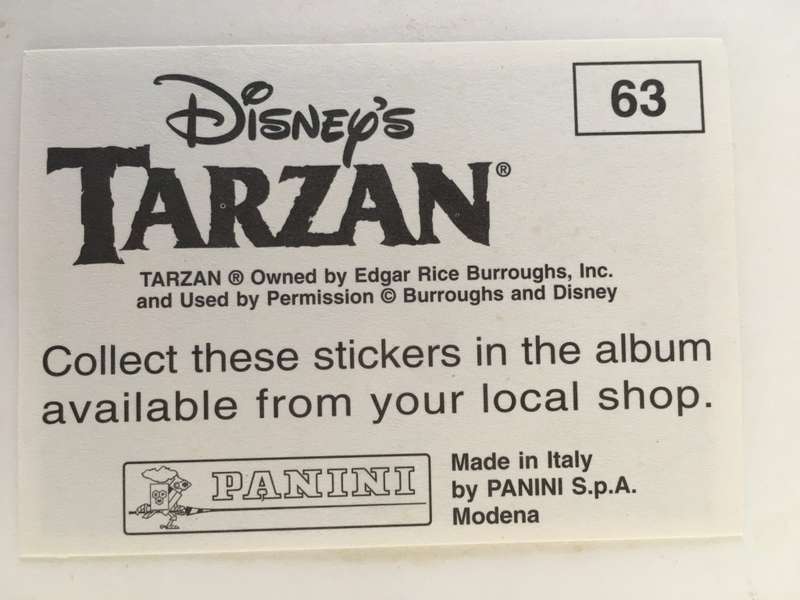 DISNEY'S
63
TARZAN®
TARZAN ® Owned by Edgar Rice Burroughs, Inc.
and Used by Permission © Burroughs and Disney
Collect these stickers in the album
available from your local shop.
PANINI
Made in Italy
by PANINI S.p.A.
Modena